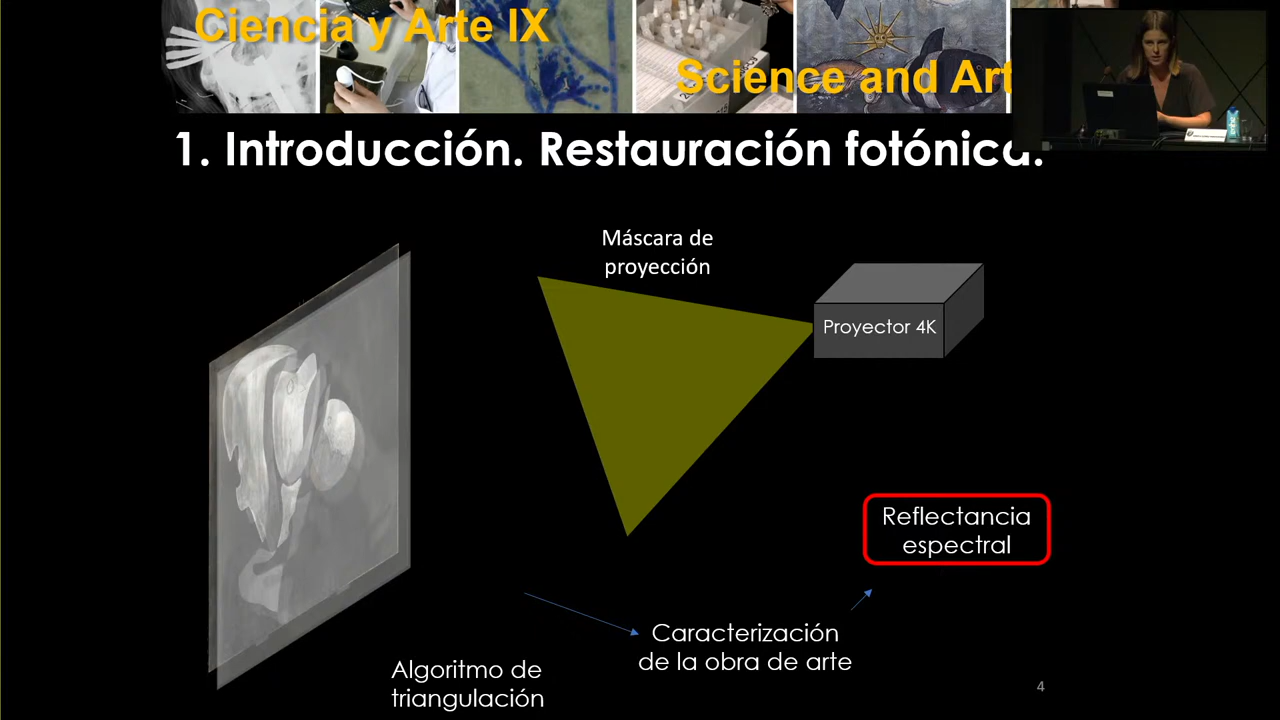 Ciencia y Arte IX
Science and Art
1. Introducción. Restauración fotónica.
Máscara de
proyección
Proyector 4K
Reflectancia
espectral
Caracterización
de la obra de arte
Algoritmo de
triangulación
4